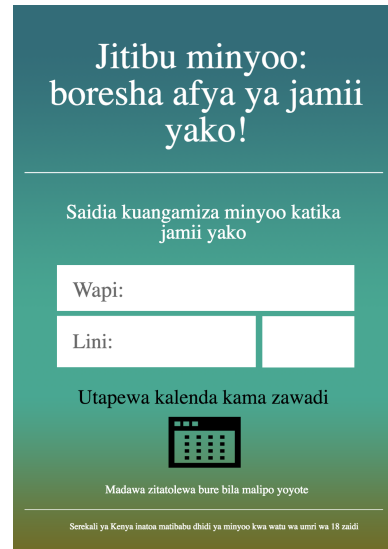 Jitibu minyoo:
boresha afya ya jamii
yako!
Saidia kuangamiza minyoo katika
jamii yako
Wapi:
Lini:
Utapewa kalenda kama zawadi
Madawa zitatolewa bure bila malipo yoyote
Serekali ya Kenya inatoa matibabu dhidi ya minyoo kwa watu wa umri wa 18 zaidi